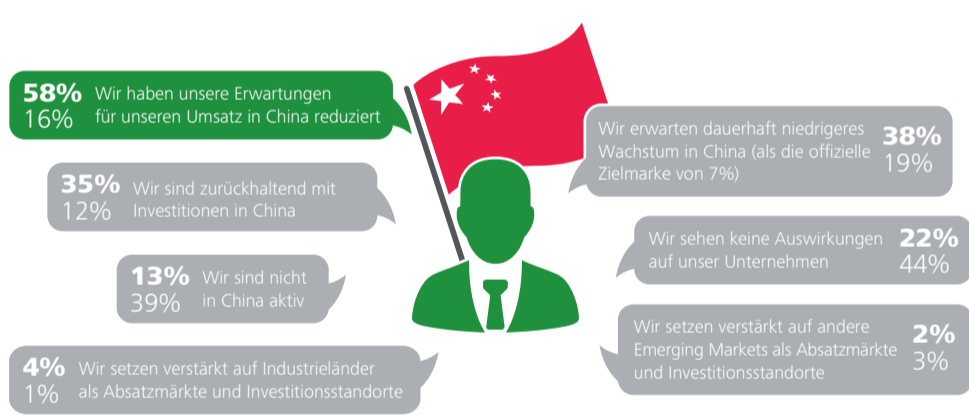 58% Wir haben unsere Erwartungen
16% für unseren Umsatz in China reduziert
35% Wir sind zurückhaltend mit
12% Investitionen in China
13% Wir sind nicht
39% in China aktiv
4% Wir setzen verstärkt auf Industrieländer
1% als Absatzmärkte und Investitionsstandorte
Wir erwarten dauerhaft niedrigeres
Wachstum in China (als die offizielle
Zielmarke von 7%)
38%
19%
Wir sehen keine Auswirkungen 22%
auf unser Unternehmen 44%
Wir setzen verstärkt auf andere
Emerging Markets als Absatzmärkte
und Investitionsstandorte
2%
3%